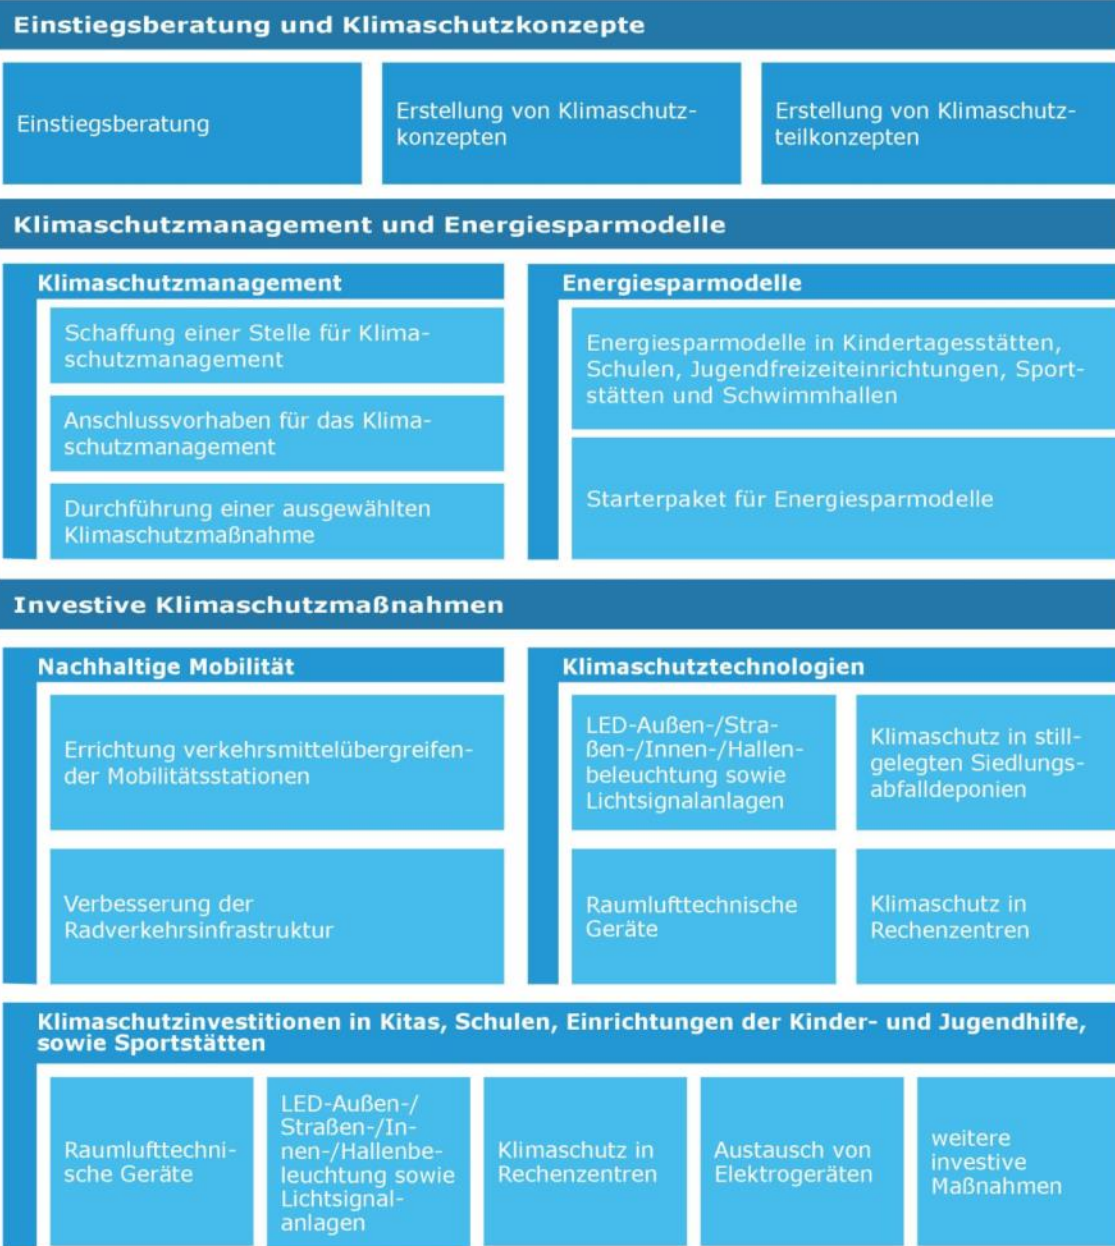 Einstiegsberatung und Klimaschutzkonzepte
Einstiegsberatung
Erstellung von Klimaschutz-
konzepten
Erstellung von Klimaschutz-
teilkonzepten
Klimaschutzmanagement und Energiesparmodelle
Klimaschutzmanagement
Schaffung einer Stelle für Klima-
schutzmanagement
Anschlussvorhaben für das Klima-
schutzmanagement
Durchführung einer ausgewählten
Klimaschutzmaßnahme
Energiesparmodelle
Energiesparmodelle in Kindertagesstätten,
Schulen, Jugendfreizeiteinrichtungen, Sport-
stätten und Schwimmhallen
Starterpaket für Energiesparmodelle
Investive Klimaschutzmaßnahmen
Nachhaltige Mobilität
Errichtung verkehrsmittelübergreifen-
der Mobilitätsstationen
Verbesserung der
Radverkehrsinfrastruktur
Klimaschutztechnologien
LED-Außen-/Stra-
ßen-/Innen-/Hallen-
beleuchtung sowie
Lichtsignalanlagen
Klimaschutz in still-
gelegten Siedlungs-
abfalldeponien
Raumlufttechnische
Geräte
Klimaschutz in
Rechenzentren
Klimaschutzinvestitionen in Kitas, Schulen, Einrichtungen der Kinder- und Jugendhilfe,
sowie Sportstätten
Raumlufttechni-
sche Geräte
LED-Außen-/
Straßen-/In-
nen-/Hallenbe-
leuchtung sowie
Lichtsignal-
anlagen
Klimaschutz in
Rechenzentren
Austausch von
Elektrogeräten
weitere
investive
Maßnahmen